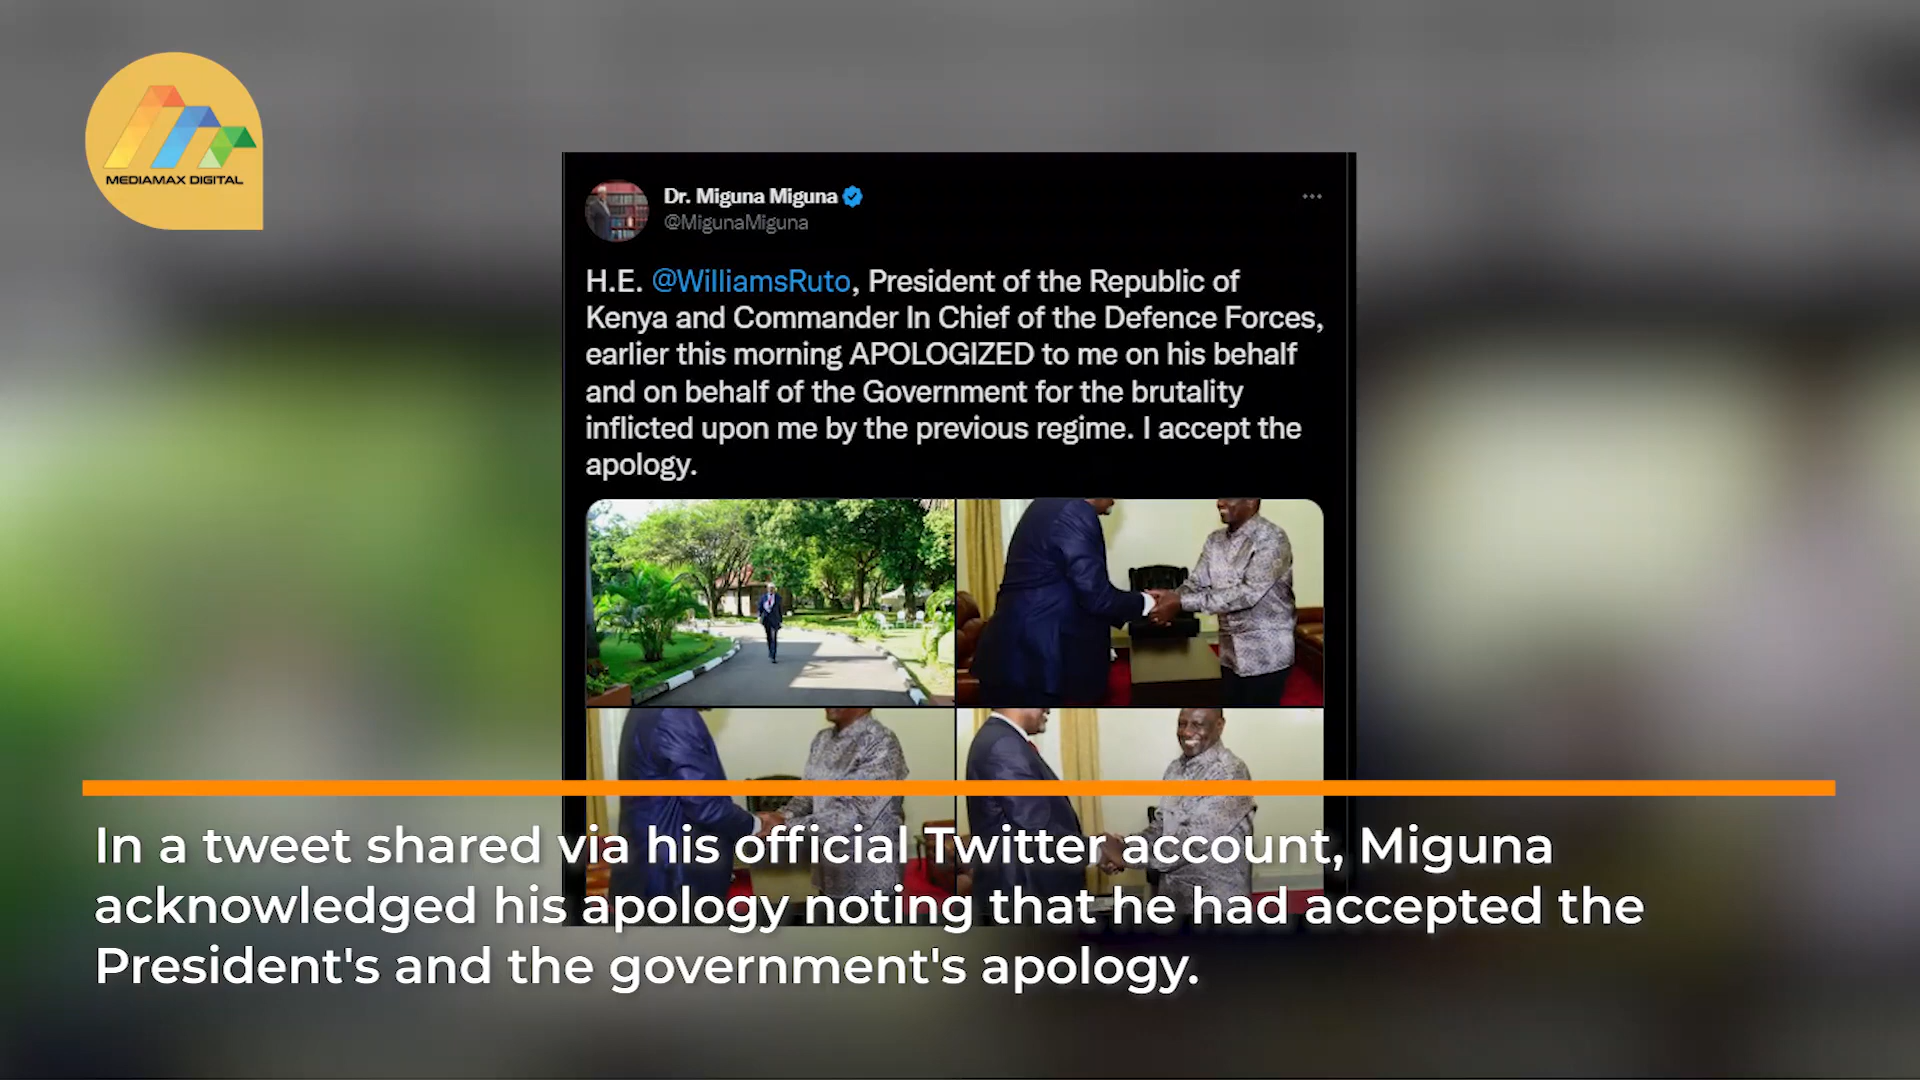 MEDIAMAX DIGITAL
Dr. Miguna Miguna
@MigunaMiguna
H.E. @WilliamsRuto, President of the Republic of
Kenya and Commander In Chief of the Defence Forces,
earlier this morning APOLOGIZED to me on his behalf
and on behalf of the Government for the brutality
inflicted upon me by the previous regime. I accept the
apology.
In a tweet shared via his official Twitter account, Miguna
acknowledged his apology noting that he had accepted the
President's and the government's apology.